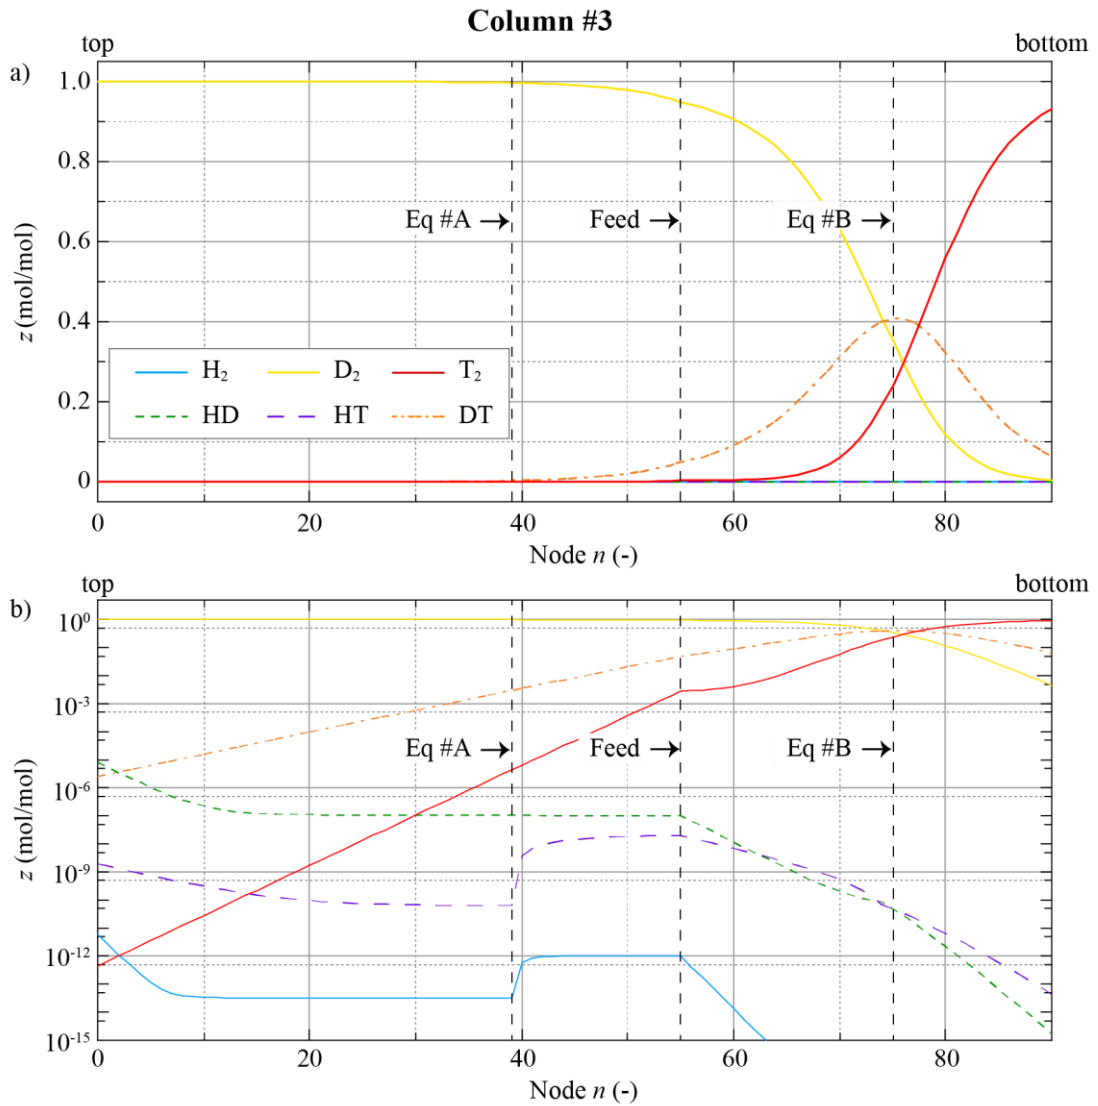 Column #3
top bottom
a)
1.0
0.8
0.6
0.4
0.2
0
z (mol/mol)
Eq #A → Feed → Eq #B →
H₂ D₂ T₂
HD HT DT
0 20 40 60 80
Node n (-)
top bottom
b)
10⁰
10⁻³
10⁻⁶
10⁻⁹
10⁻¹²
10⁻¹⁵
z (mol/mol)
Eq #A → Feed → Eq #B →
0 20 40 60 80
Node n (-)